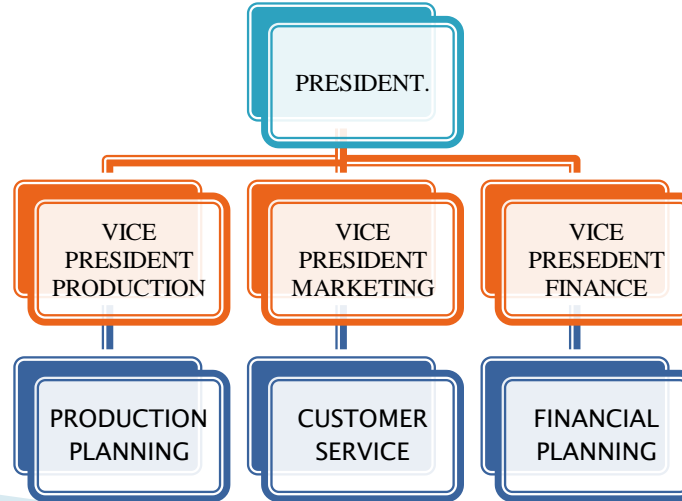 PRESIDENT.
VICE
PRESIDENT
PRODUCTION
VICE
PRESIDENT
MARKETING
VICE
PRESEDENT
FINANCE
PRODUCTION
PLANNING
CUSTOMER
SERVICE
FINANCIAL
PLANNING